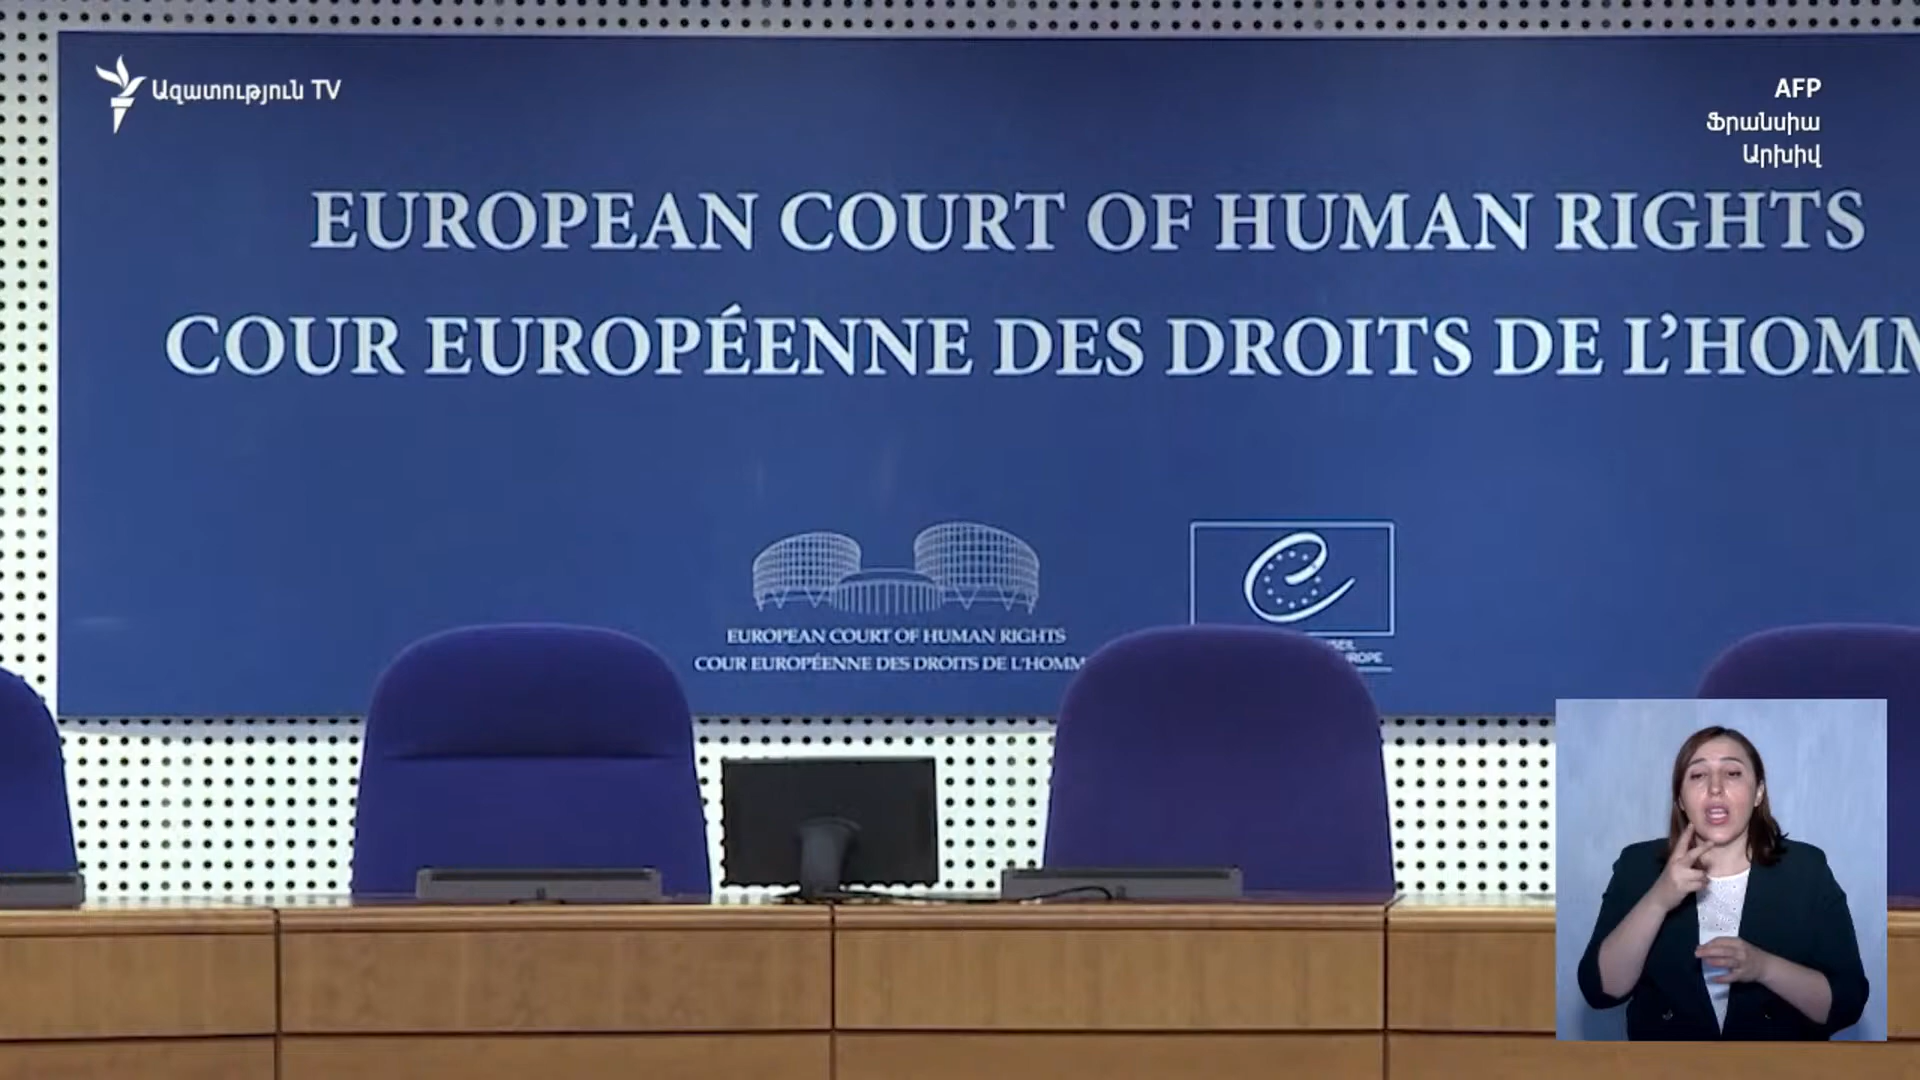 Ազատություն TV
AFP
Ֆրանսիա
Արխիվ
EUROPEAN COURT OF HUMAN RIGHTS
COUR EUROPÉENNE DES DROITS DE L'HOMM
EUROPEAN COURT OF HUMAN RIGHTS
COUR EUROPÉENNE DES DROITS DE L'HOMM